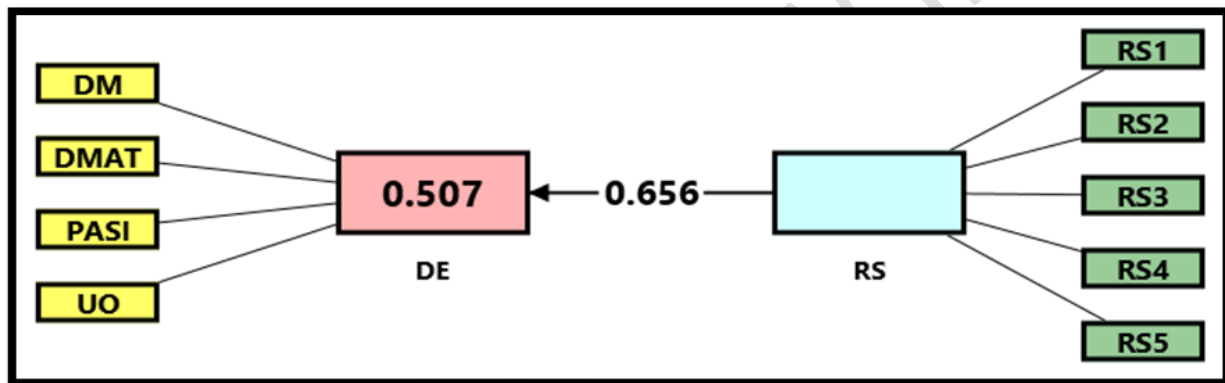 DM
DMAT
PASI
UO
0.507
DE
0.656
RS
RS1
RS2
RS3
RS4
RS5